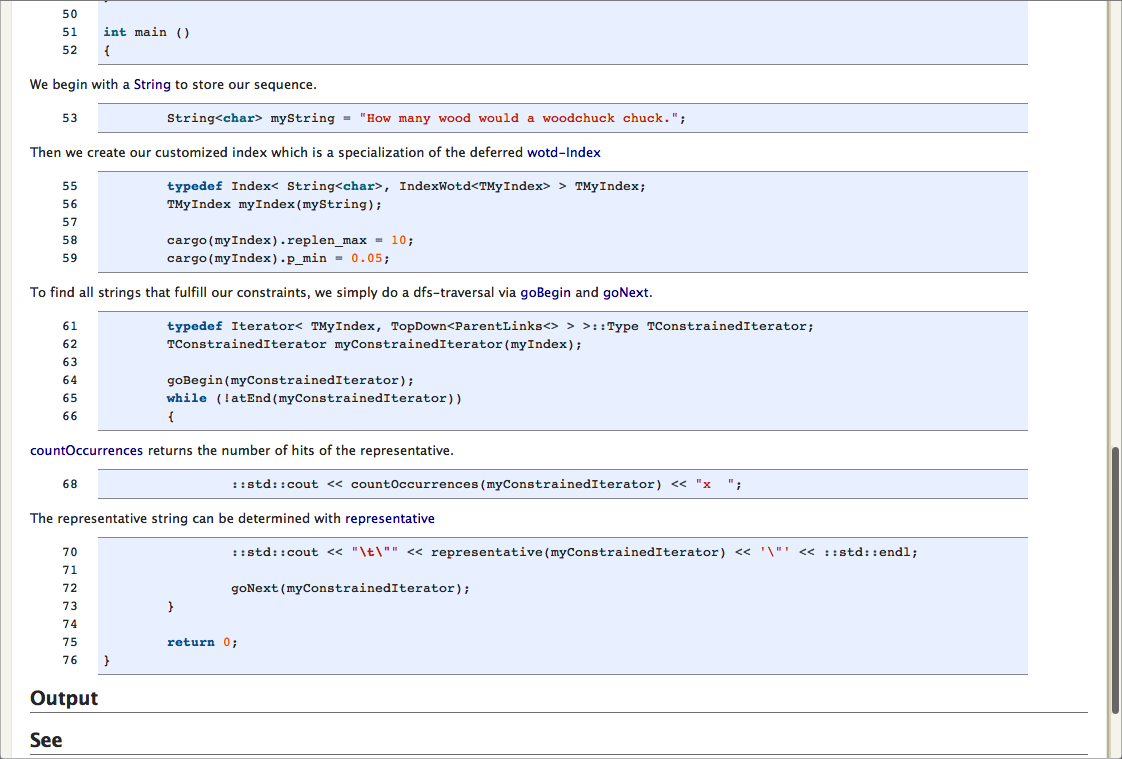 50
51 int main ()
52 {
We begin with a String to store our sequence.
53 String<char> myString = "How many wood would a woodchuck chuck.";
Then we create our customized index which is a specialization of the deferred wotd-Index
55 typedef Index< String<char>, IndexWotd<TMyIndex> > TMyIndex;
56 TMyIndex myIndex(myString);
57
58 cargo(myIndex).replen_max = 10;
59 cargo(myIndex).p_min = 0.05;
To find all strings that fulfill our constraints, we simply do a dfs-traversal via goBegin and goNext.
61 typedef Iterator< TMyIndex, TopDown<ParentLinks<> > >::Type TConstrainedIterator;
62 TConstrainedIterator myConstrainedIterator(myIndex);
63
64 goBegin(myConstrainedIterator);
65 while (!atEnd(myConstrainedIterator))
66 {
countOccurrences returns the number of hits of the representative.
68 ::std::cout << countOccurrences(myConstrainedIterator) << "x  ";
The representative string can be determined with representative
70 ::std::cout << "\t\"" << representative(myConstrainedIterator) << '\"' << ::std::endl;
71
72 goNext(myConstrainedIterator);
73 }
74
75 return 0;
76 }
Output
See